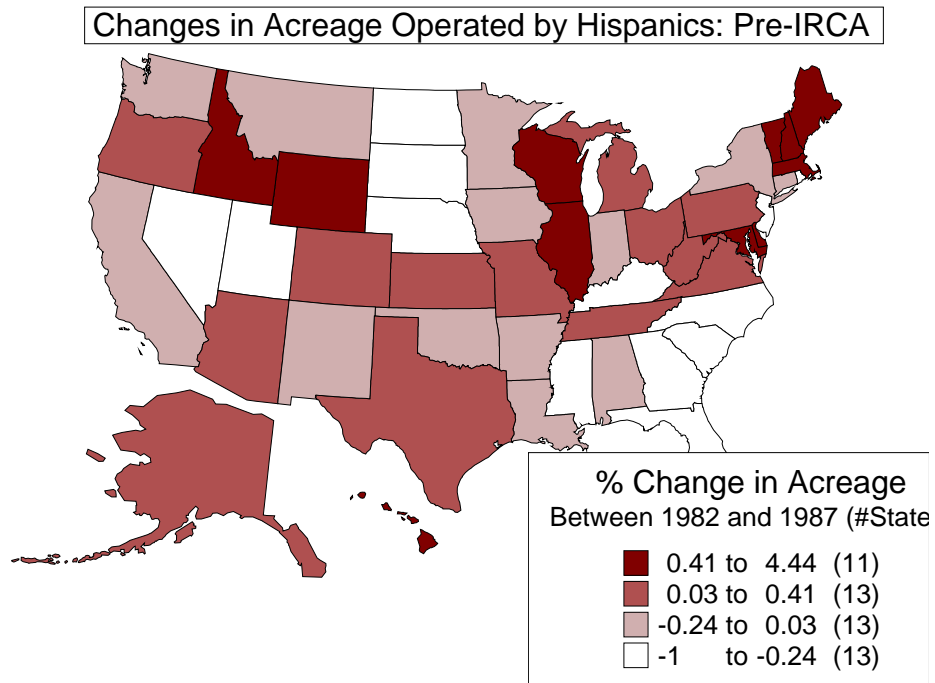 Changes in Acreage Operated by Hispanics: Pre-IRCA
% Change in Acreage
Between 1982 and 1987 (#State
0.41 to 4.44 (11)
0.03 to 0.41 (13)
-0.24 to 0.03 (13)
-1 to -0.24 (13)